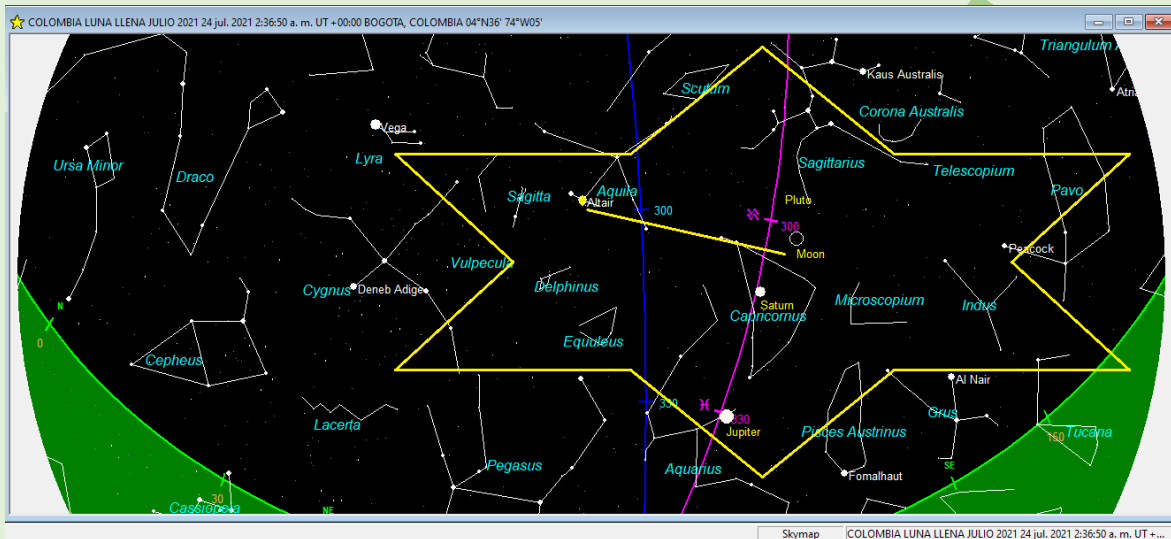 COLOMBIA LUNA LLENA JULIO 2021 24 jul. 2021 2:36:50 a. m. UT +00:00 BOGOTA, COLOMBIA 04°N36' 74°W05'
Triangulum
Kaus Australis
Scutum
Atria
Corona Australis
Vega
Lyra
Ursa Minor
Draco
Sagittarius
Telescopium
Pavo
Sagitta
Aquila
Altair
Pluto
300
300
Moon
Peacock
Vulpecula
Delphinus
Cygnus
Deneb Adige
Saturn
Capricornus
Microscopium
Indus
N
0
Equuleus
Cepheus
Al Nair
330
330
Jupiter
Grus
Lacerta
Pisces Austrinus
150
Tucana
Pegasus
Aquarius
SE
Fomalhaut
30
Cassiopeia
NE
Skymap
COLOMBIA LUNA LLENA JULIO 2021 24 jul. 2021 2:36:50 a. m. UT +...